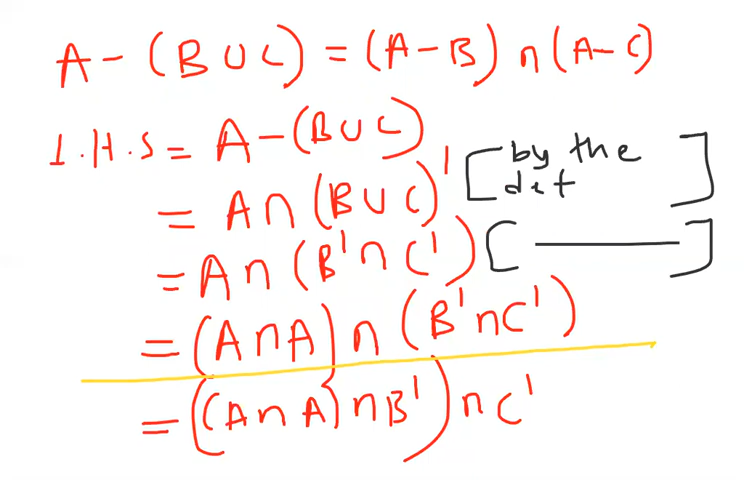 A - (B ∪ C) = (A - B) ∩ (A - C)
L.H.S = A - (B ∪ C)
= A ∩ (B ∪ C)' [by the def]
= A ∩ (B' ∩ C') [ ——— ]
= (A ∩ A) ∩ (B' ∩ C')
= ((A ∩ A) ∩ B') ∩ C'